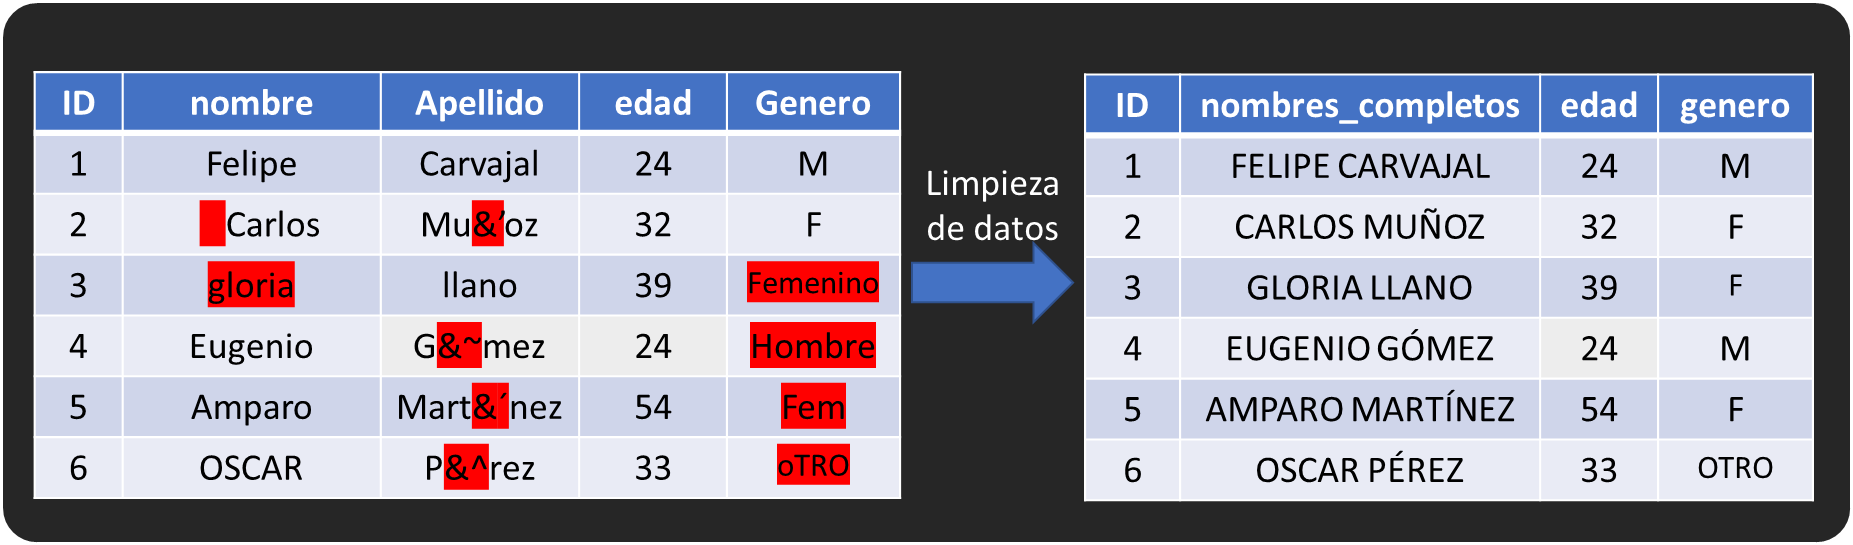 ID nombre Apellido edad Genero
1 Felipe Carvajal 24 M
2 Carlos Mu&’oz 32 F
3 gloria llano 39 Femenino
4 Eugenio G&~mez 24 Hombre
5 Amparo Mart&´nez 54 Fem
6 OSCAR P&^rez 33 oTRO
Limpieza
de datos
ID nombres_completos edad genero
1 FELIPE CARVAJAL 24 M
2 CARLOS MUÑOZ 32 F
3 GLORIA LLANO 39 F
4 EUGENIO GÓMEZ 24 M
5 AMPARO MARTÍNEZ 54 F
6 OSCAR PÉREZ 33 OTRO